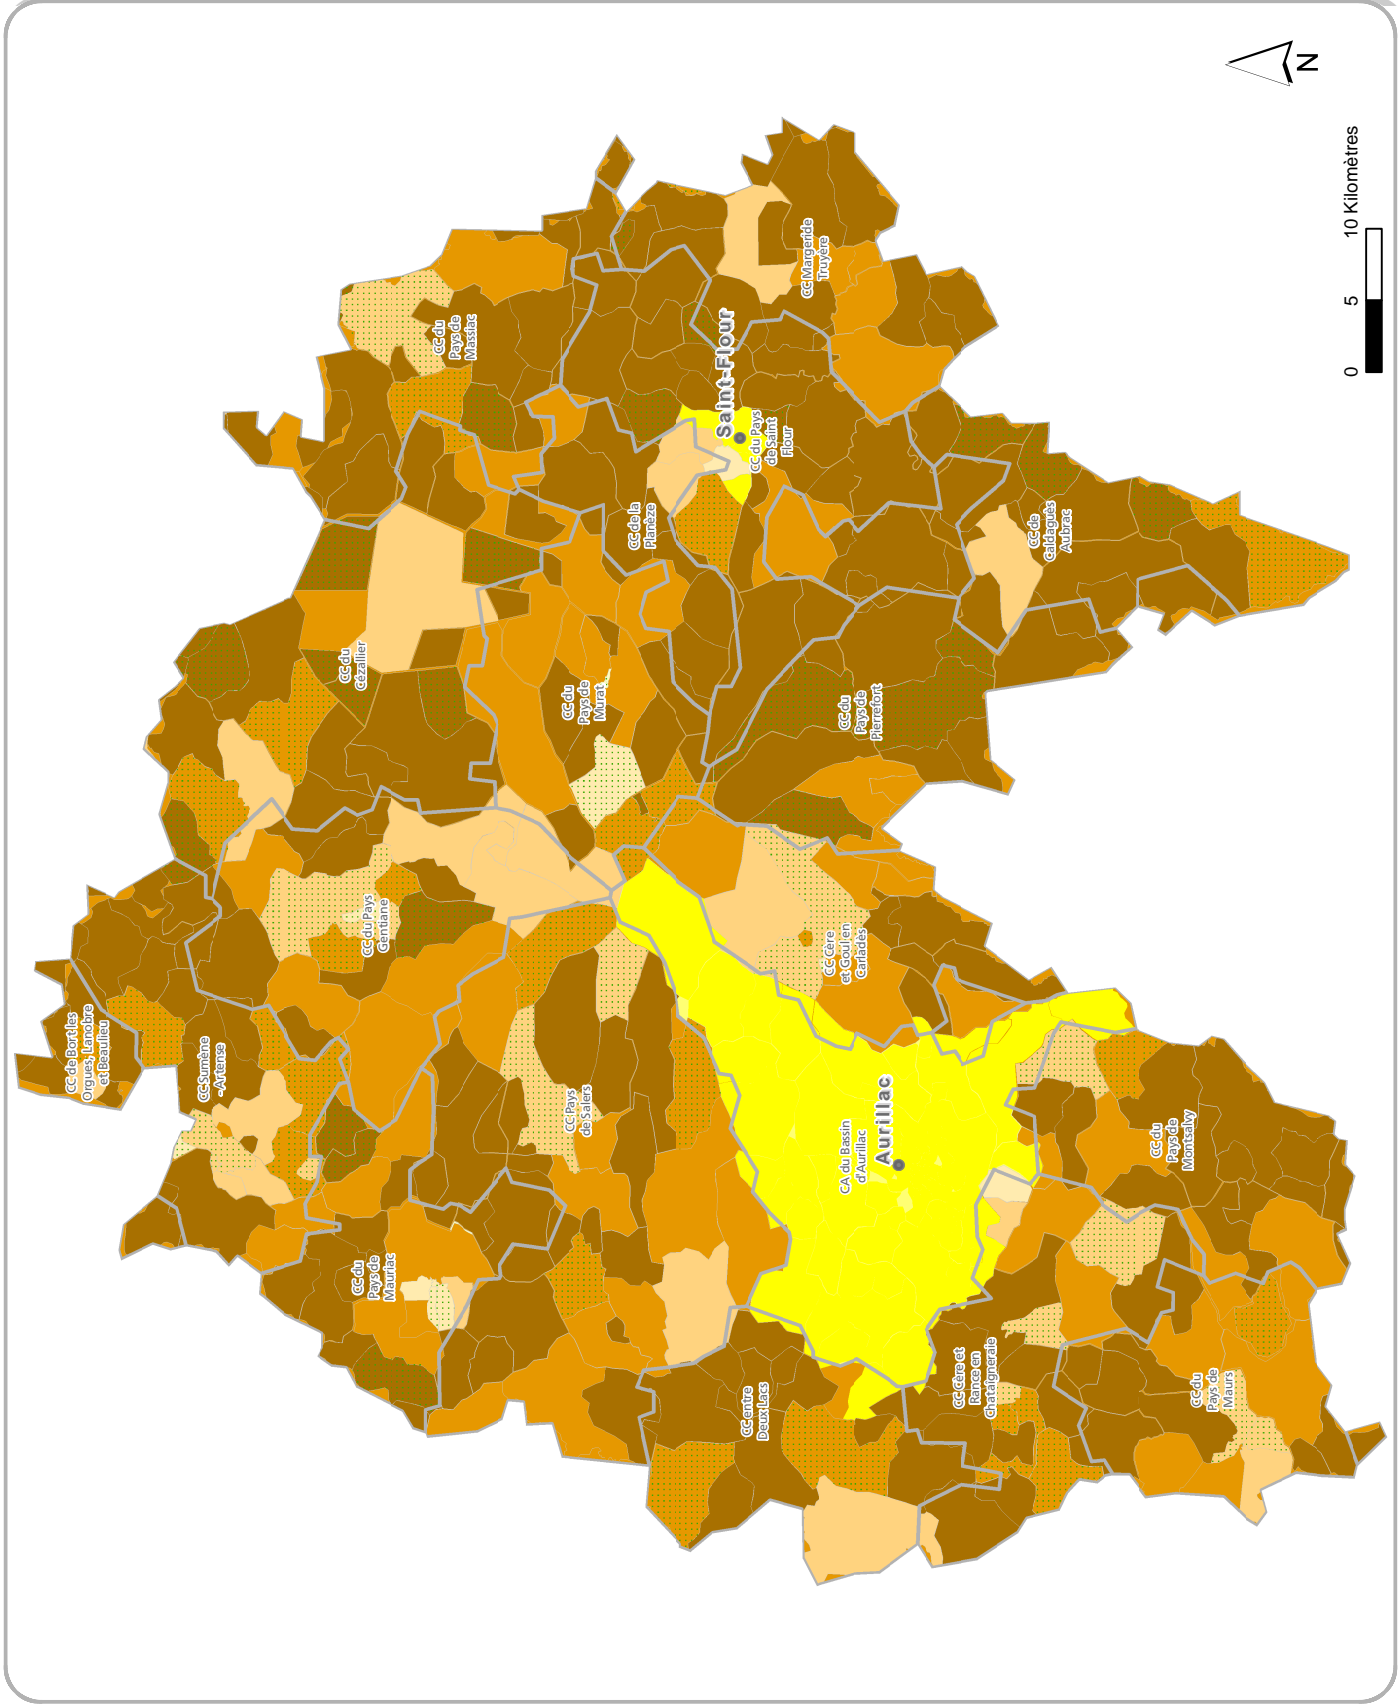 N
0
5
10 Kilomètres
CC du
Pays de
Massiac
CC Margeride
Truyère
Saint-Flour
CC du Pays
de Saint
Flour
CC de la
Planèze
CC de
Caldaguès
Aubrac
CC du
Cézallier
CC du
Pays de
Murat
CC du
Pays de
Pierrefort
CC du Pays
Gentiane
CC Cère
et Goul en
Carladès
CC de Bort-les
Orgues, Lanobre
et Beaulieu
CC Sumène
-Artense
CC Pays
de Salers
CA du Bassin
d'Aurillac
Aurillac
CC du
Pays de
Montsalvy
CC du
Pays de
Mauriac
CC entre
Deux Lacs
CC Cère et
Rance en
Chataigneraie
CC du
Pays de
Maurs